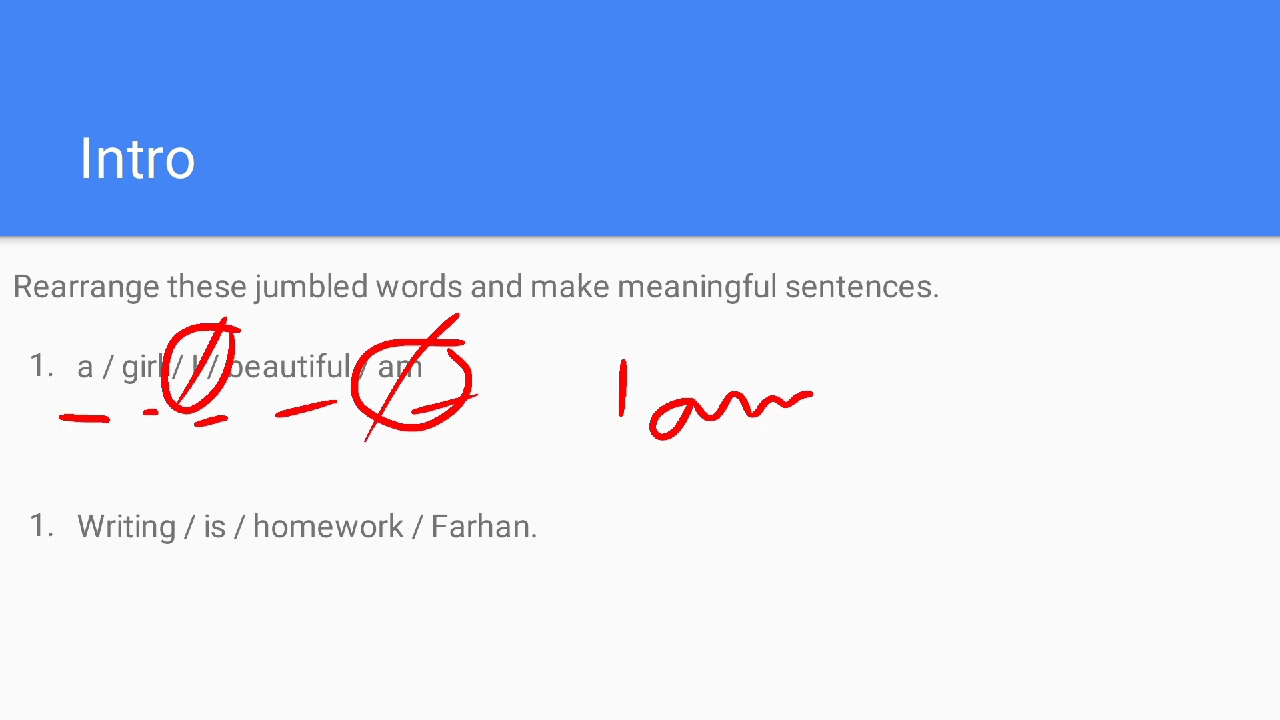 Intro
Rearrange these jumbled words and make meaningful sentences.
1. a / girl / I / beautiful / am
I am
1. Writing / is / homework / Farhan.